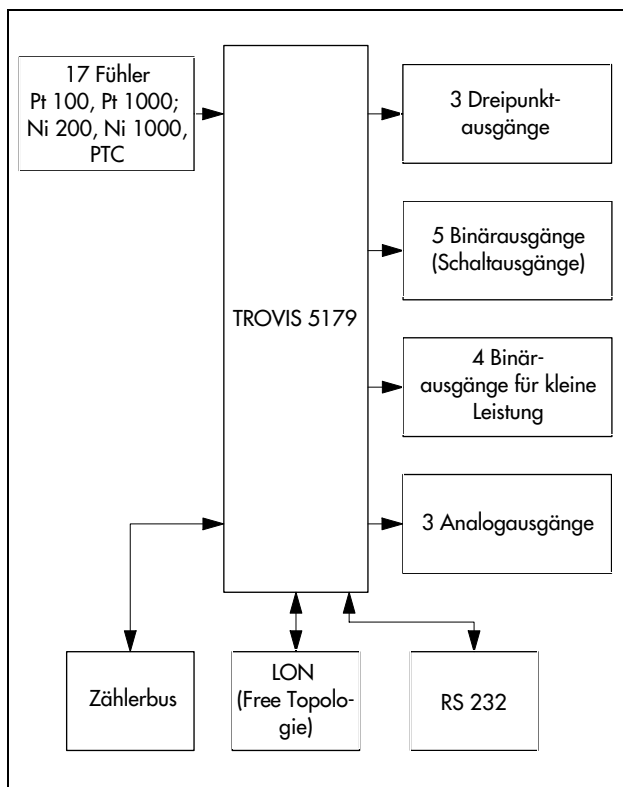 17 Fühler
Pt 100, Pt 1000;
Ni 200, Ni 1000,
PTC
3 Dreipunkt-
ausgänge
5 Binärausgänge
(Schaltausgänge)
TROVIS 5179
4 Binär-
ausgänge für kleine
Leistung
3 Analogausgänge
Zählerbus
LON
(Free Topolo-
gie)
RS 232